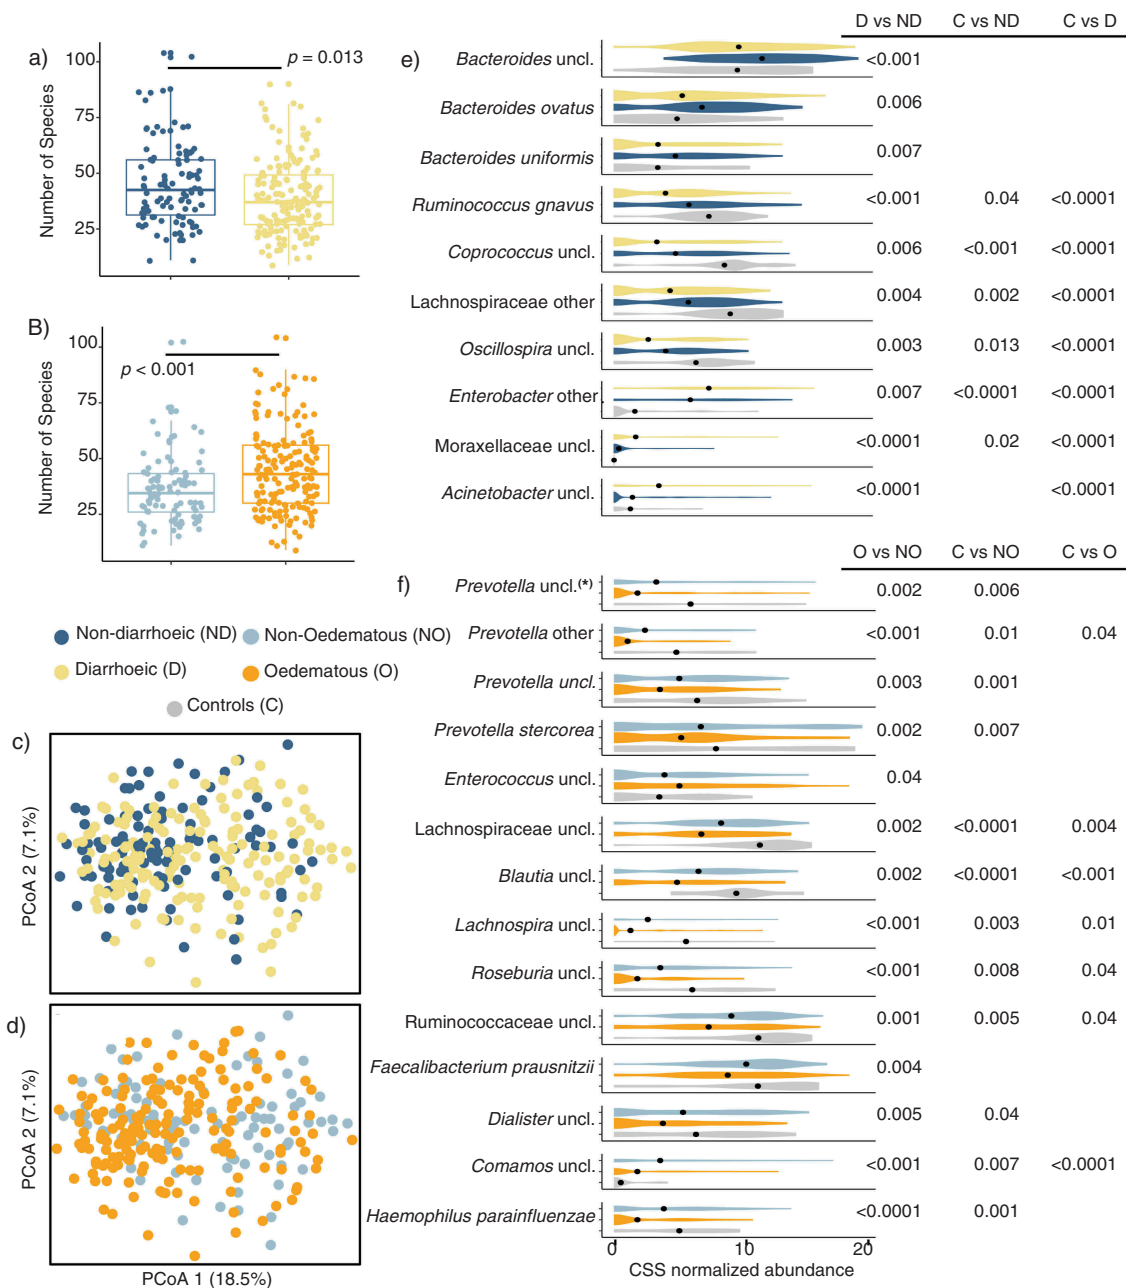 a)
p = 0.013
Number of Species
100
75
50
25
B)
p < 0.001
Number of Species
100
75
50
25
Non-diarrhoeic (ND)
Non-Oedematous (NO)
Diarrhoeic (D)
Oedematous (O)
Controls (C)
c)
PCoA 2 (7.1%)
d)
PCoA 2 (7.1%)
PCoA 1 (18.5%)
e)
D vs ND C vs ND C vs D
Bacteroides uncl. <0.001
Bacteroides ovatus 0.006
Bacteroides uniformis 0.007
Ruminococcus gnavus <0.001 0.04 <0.0001
Coprococcus uncl. 0.006 <0.001 <0.0001
Lachnospiraceae other 0.004 0.002 <0.0001
Oscillospira uncl. 0.003 0.013 <0.0001
Enterobacter other 0.007 <0.0001 <0.0001
Moraxellaceae uncl. <0.0001 0.02 <0.0001
Acinetobacter uncl. <0.0001 <0.0001
f)
O vs NO C vs NO C vs O
Prevotella uncl.(*) 0.002 0.006
Prevotella other <0.001 0.01 0.04
Prevotella uncl. 0.003 0.001
Prevotella stercorea 0.002 0.007
Enterococcus uncl. 0.04
Lachnospiraceae uncl. 0.002 <0.0001 0.004
Blautia uncl. 0.002 <0.0001 <0.001
Lachnospira uncl. <0.001 0.003 0.01
Roseburia uncl. <0.001 0.008 0.04
Ruminococcaceae uncl. 0.001 0.005 0.04
Faecalibacterium prausnitzii 0.004
Dialister uncl. 0.005 0.04
Comamos uncl. <0.001 0.007 <0.0001
Haemophilus parainfluenzae <0.0001 0.001
0 10 20
CSS normalized abundance